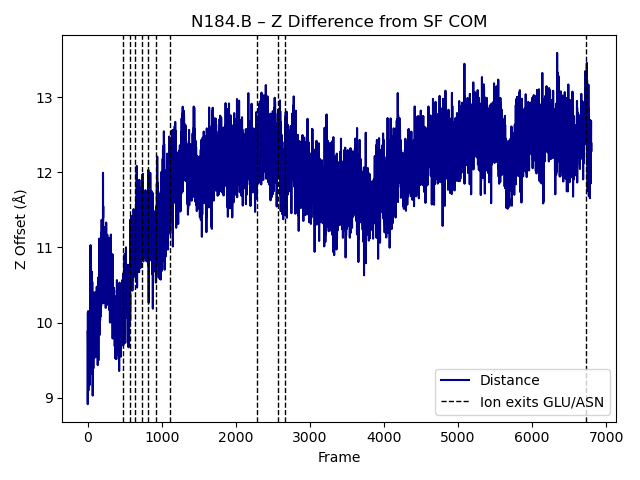 N184.B – Z Difference from SF COM
Z Offset (Å)
13
12
11
10
9
Distance
Ion exits GLU/ASN
0 1000 2000 3000 4000 5000 6000 7000
Frame